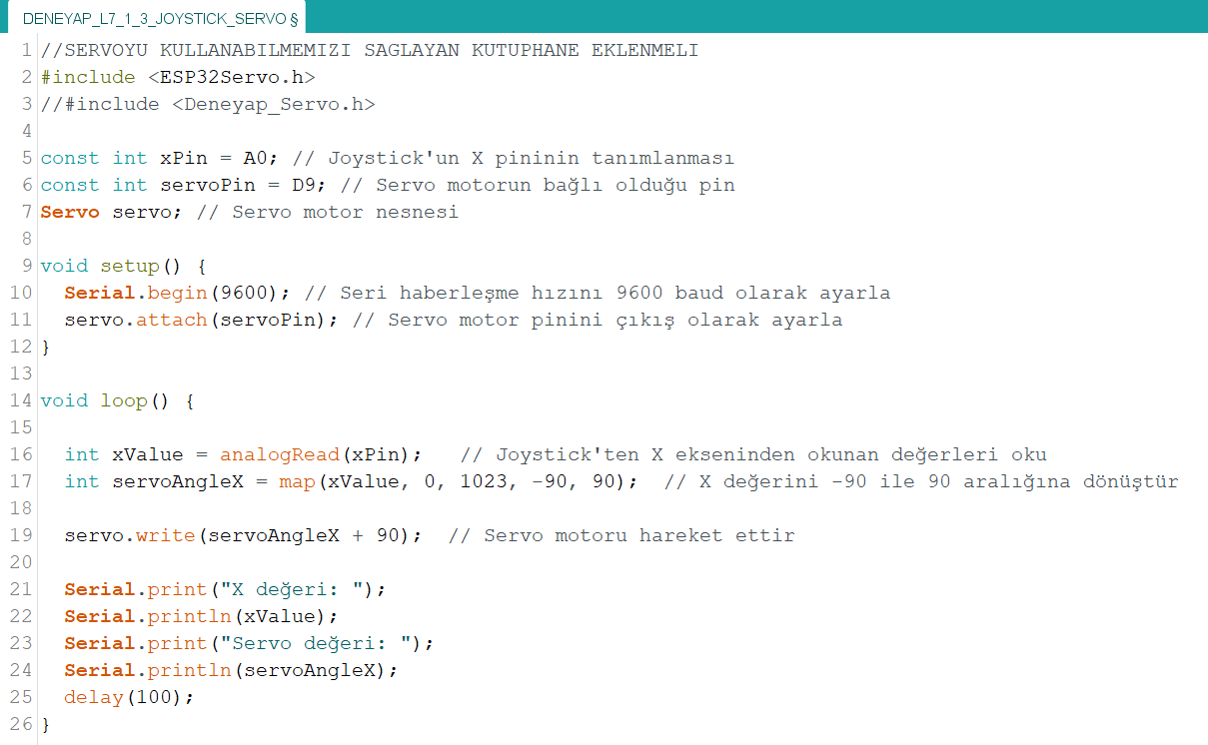 DENEYAP_L7_1_3_JOYSTICK_SERVO §
1 //SERVOYU KULLANABILMEMIZI SAGLAYAN KUTUPHANE EKLENMELI
2 #include <ESP32Servo.h>
3 //#include <Deneyap_Servo.h>
4
5 const int xPin = A0; // Joystick'un X pininin tanımlanması
6 const int servoPin = D9; // Servo motorun bağlı olduğu pin
7 Servo servo; // Servo motor nesnesi
8
9 void setup() {
10   Serial.begin(9600); // Seri haberleşme hızını 9600 baud olarak ayarla
11   servo.attach(servoPin); // Servo motor pinini çıkış olarak ayarla
12 }
13
14 void loop() {
15
16   int xValue = analogRead(xPin);   // Joystick'ten X ekseninden okunan değerleri oku
17   int servoAngleX = map(xValue, 0, 1023, -90, 90);  // X değerini -90 ile 90 aralığına dönüştür
18
19   servo.write(servoAngleX + 90);  // Servo motoru hareket ettir
20
21   Serial.print("X değeri: ");
22   Serial.println(xValue);
23   Serial.print("Servo değeri: ");
24   Serial.println(servoAngleX);
25   delay(100);
26 }